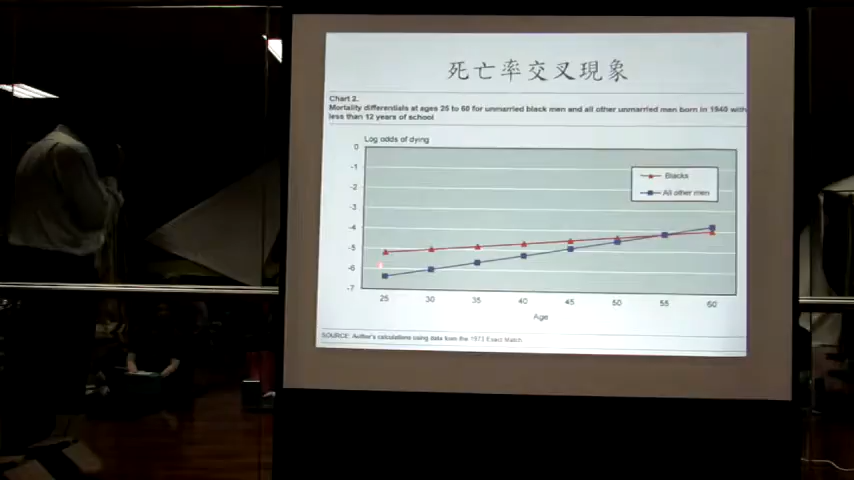 死亡率交叉現象
Chart 2.
Mortality differentials at ages 25 to 60 for unmarried black men and all other unmarried men born in 1940 with
less than 12 years of school
Log odds of dying
0
-1
-2
-3
-4
-5
-6
-7
Blacks
All other men
25 30 35 40 45 50 55 60
Age
SOURCE: Author's calculations using data from the 1973 Exact Match.